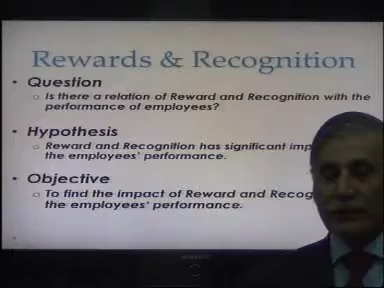 Rewards & Recognition
• Question
○ Is there a relation of Reward and Recognition with the
performance of employees?
• Hypothesis
○ Reward and Recognition has significant imp
the employees' performance.
• Objective
○ To find the impact of Reward and Recog
the employees' performance.